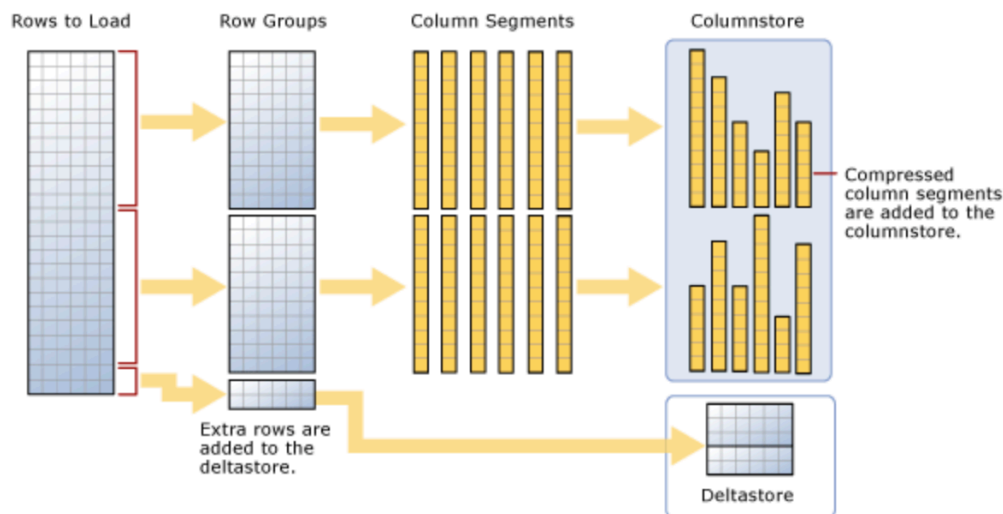 Rows to Load
Row Groups
Column Segments
Columnstore
Compressed
column segments
are added to the
columnstore.
Extra rows are
added to the
deltastore.
Deltastore